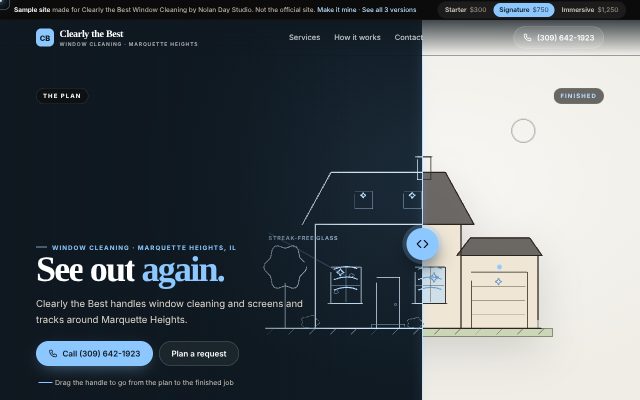 Sample site made for Clearly the Best Window Cleaning by Nolan Day Studio. Not the official site. Make it mine · See all 3 versions
Starter $300 Signature $750 Immersive $1,250
CB Clearly the Best
WINDOW CLEANING · MARQUETTE HEIGHTS
Services How it works Contact
(309) 642-1923
THE PLAN
FINISHED
STREAK-FREE GLASS
WINDOW CLEANING · MARQUETTE HEIGHTS, IL
See out again.
Clearly the Best handles window cleaning and screens and
tracks around Marquette Heights.
Call (309) 642-1923 Plan a request
Drag the handle to go from the plan to the finished job